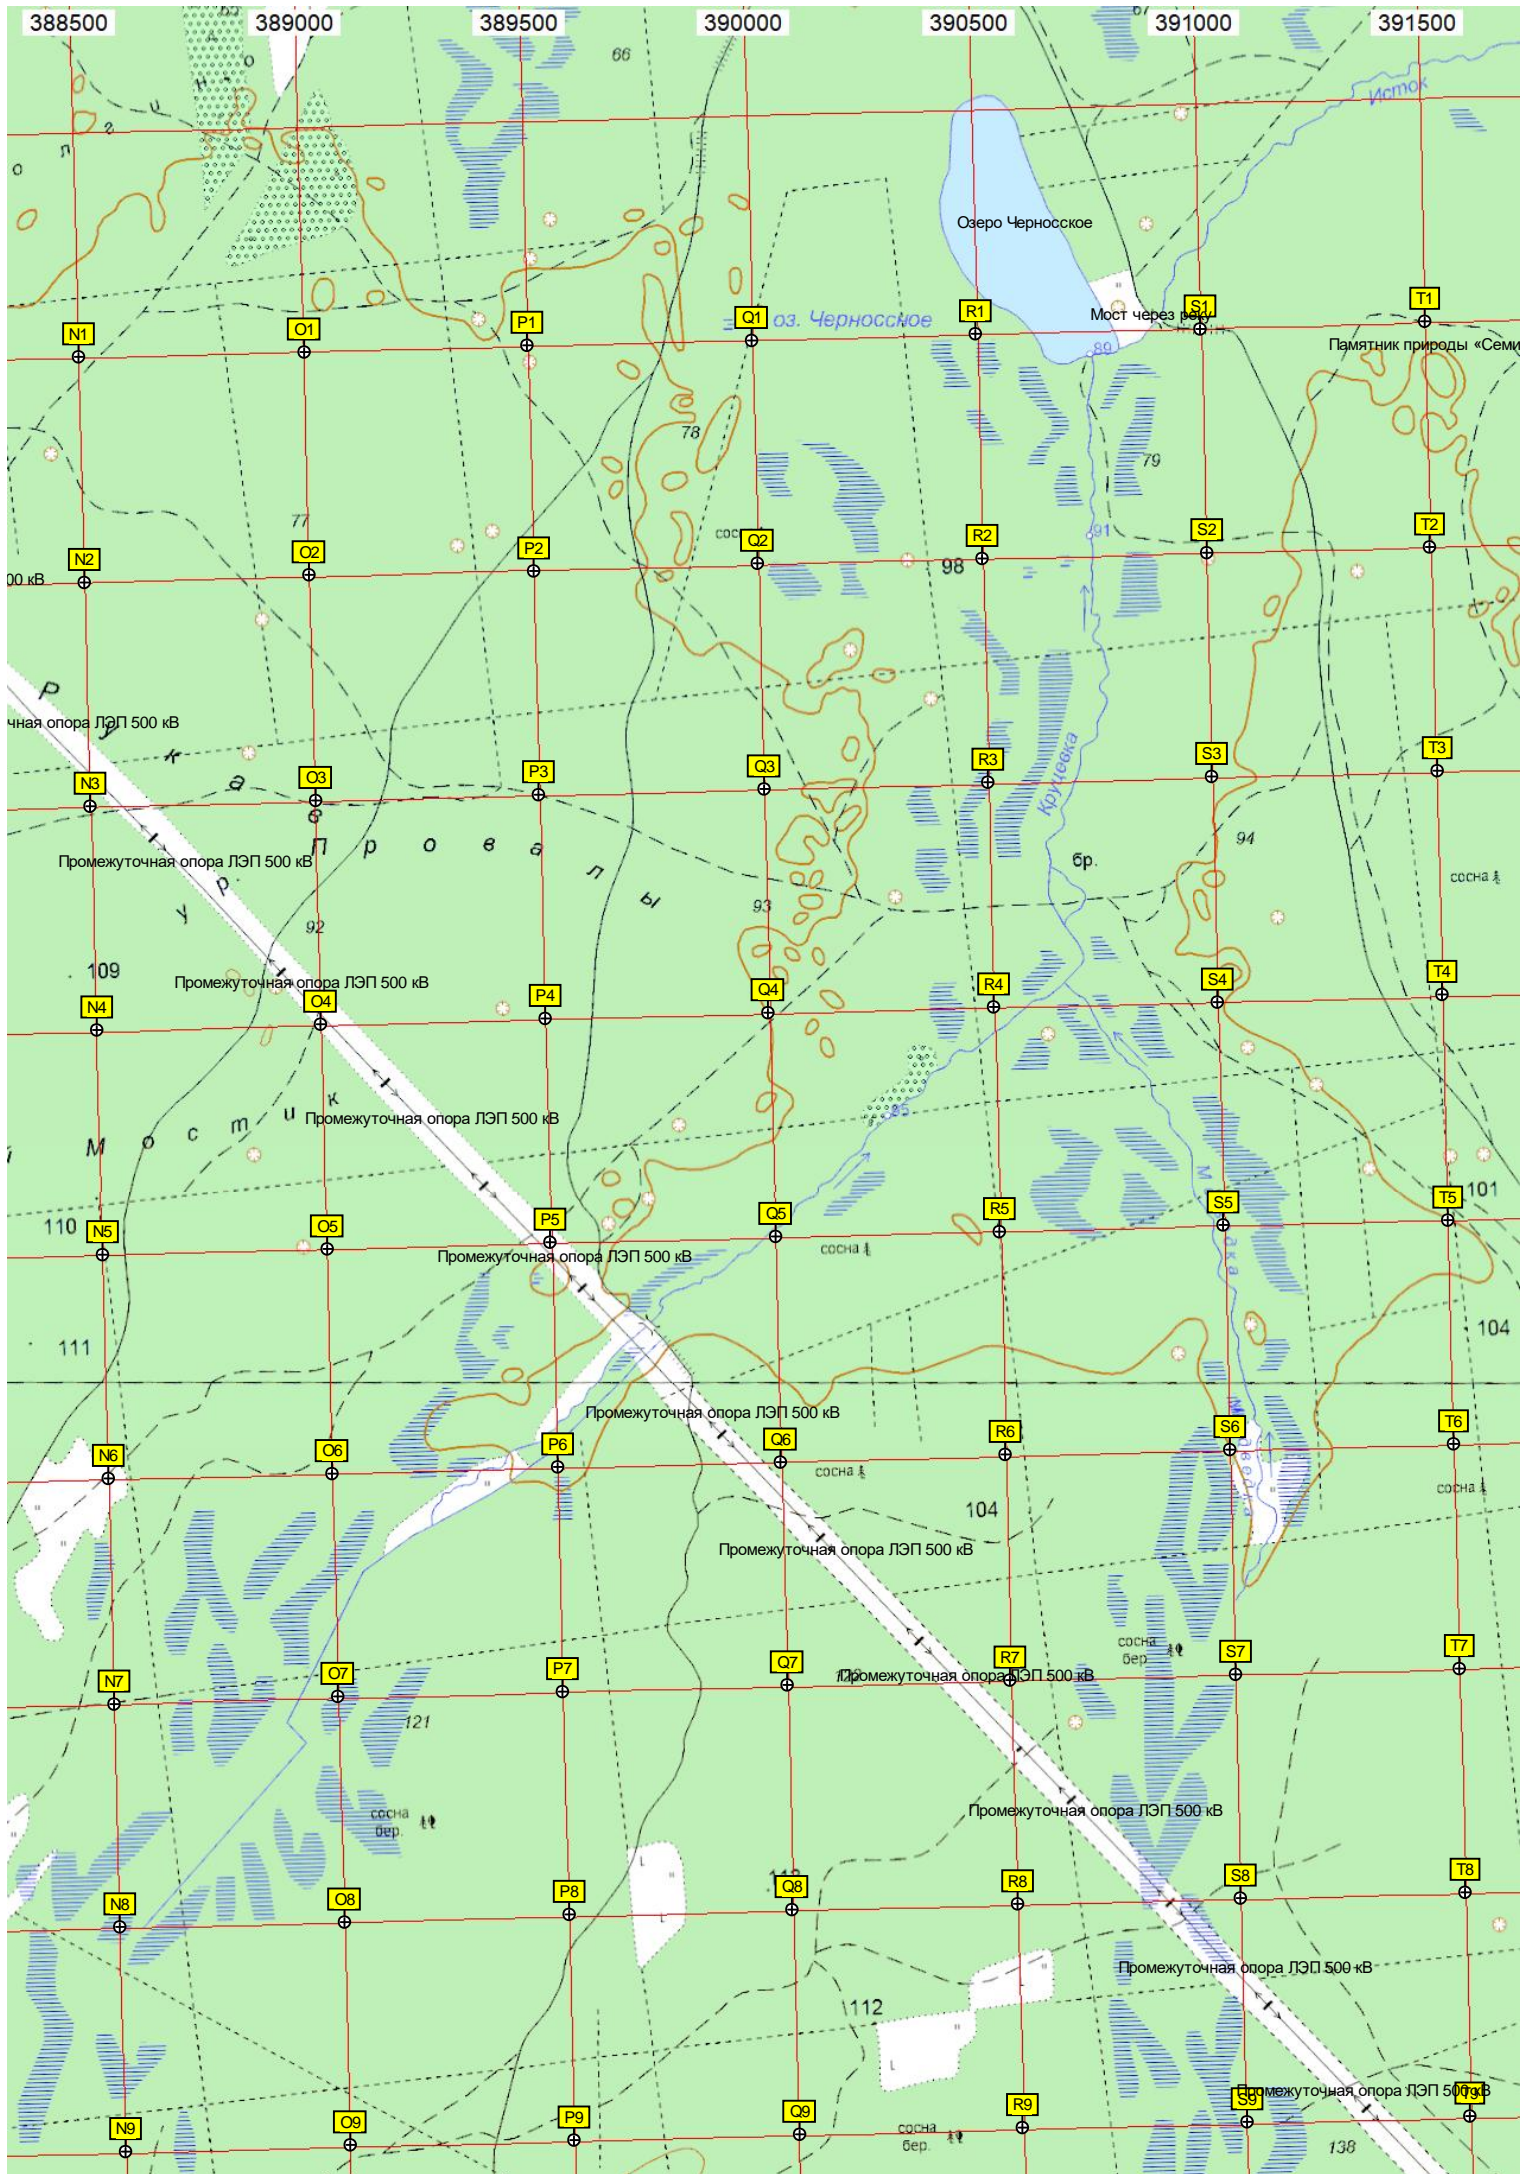 388500 389000 389500 390000 390500 391000 391500
66
67
Исток
Озеро Черносское
S1
T1
Мост через реку
оз. Черноссное
N1 O1 P1 Q1 R1
89
Памятник природы «Семи
78
79
77
сос
91
N2 O2 P2 Q2 R2 S2 T2
98
00 кВ
Р у к а в
чная опора ЛЭП 500 кВ
Круцевка
N3 O3 P3 Q3 R3 S3 T3
П р о в а л ы
94
Промежуточная опора ЛЭП 500 кВ
бр.
сосна
у р.
93
92
109
Промежуточная опора ЛЭП 500 кВ
N4 O4 P4 Q4 R4 S4 T4
85
М о с т и к
Промежуточная опора ЛЭП 500 кВ
101
110
N5 O5 P5 Q5 R5 S5 T5
Промежуточная опора ЛЭП 500 кВ
сосна
104
111
Промежуточная опора ЛЭП 500 кВ
N6 O6 P6 Q6 R6 S6 T6
сосна
сосна
104
Промежуточная опора ЛЭП 500 кВ
сосна
бер
N7 O7 P7 Q7 R7 S7 T7
Промежуточная опора ЛЭП 500 кВ
121
сосна
бер.
Промежуточная опора ЛЭП 500 кВ
N8 O8 P8 Q8 R8 S8 T8
Промежуточная опора ЛЭП 500 кВ
112
Промежуточная опора ЛЭП 500 кВ
N9 O9 P9 Q9 R9 S9 T9
сосна
бер.
138